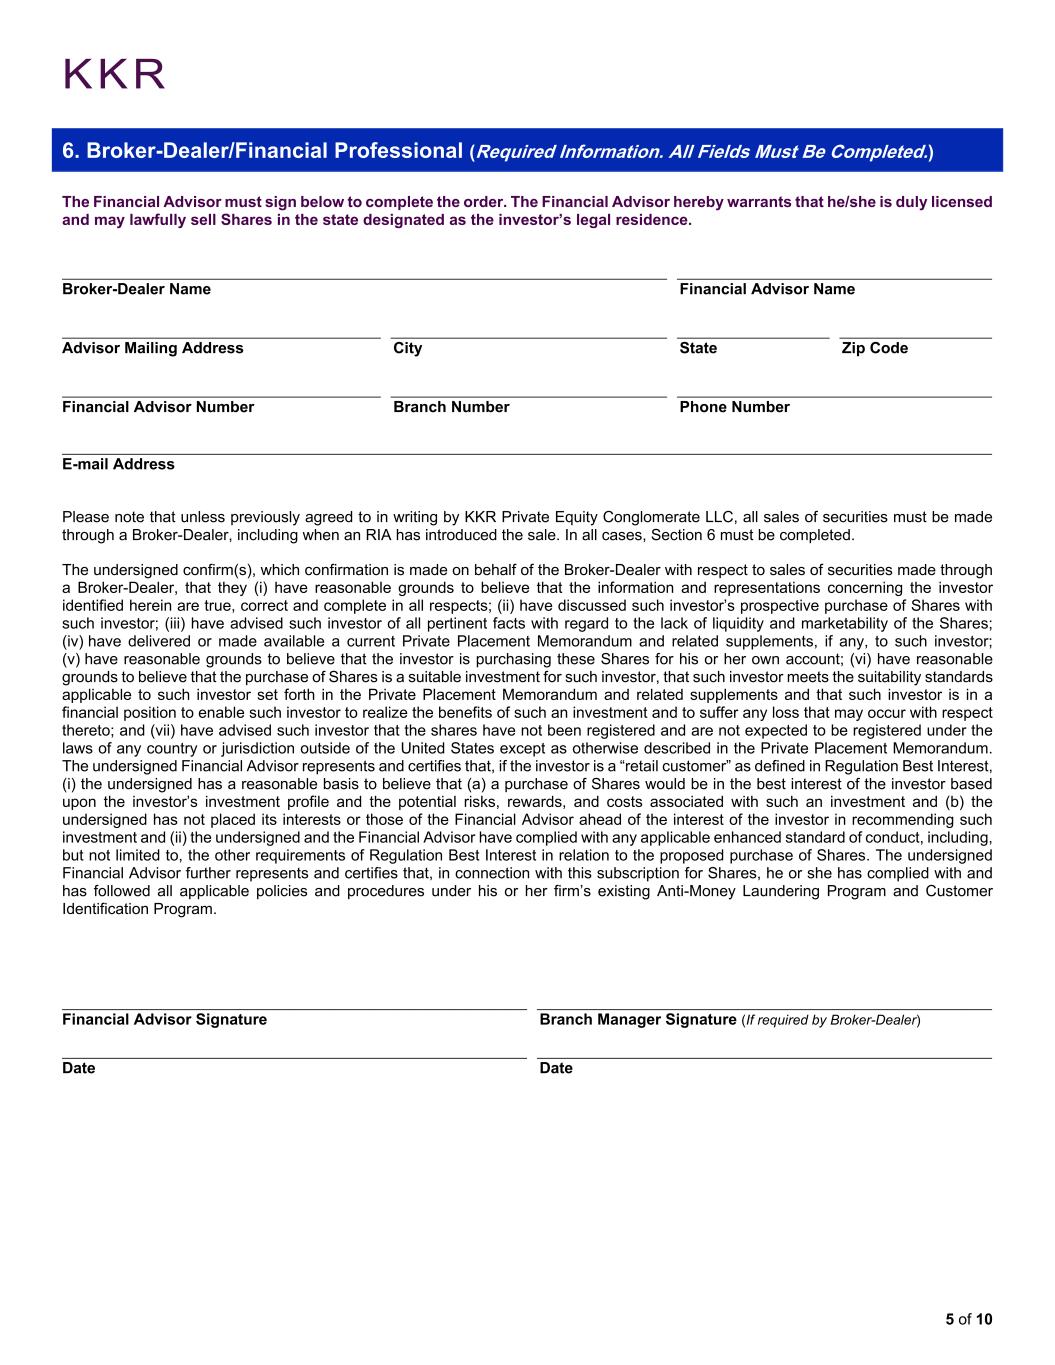 KKR
6. Broker-Dealer/Financial Professional (Required Information. All Fields Must Be Completed.)
The Financial Advisor must sign below to complete the order. The Financial Advisor hereby warrants that he/she is duly licensed
and may lawfully sell Shares in the state designated as the investor’s legal residence.
Broker-Dealer Name Financial Advisor Name
Advisor Mailing Address City State Zip Code
Financial Advisor Number Branch Number Phone Number
E-mail Address
Please note that unless previously agreed to in writing by KKR Private Equity Conglomerate LLC, all sales of securities must be made
through a Broker-Dealer, including when an RIA has introduced the sale. In all cases, Section 6 must be completed.
The undersigned confirm(s), which confirmation is made on behalf of the Broker-Dealer with respect to sales of securities made through
a Broker-Dealer, that they (i) have reasonable grounds to believe that the information and representations concerning the investor
identified herein are true, correct and complete in all respects; (ii) have discussed such investor’s prospective purchase of Shares with
such investor; (iii) have advised such investor of all pertinent facts with regard to the lack of liquidity and marketability of the Shares;
(iv) have delivered or made available a current Private Placement Memorandum and related supplements, if any, to such investor;
(v) have reasonable grounds to believe that the investor is purchasing these Shares for his or her own account; (vi) have reasonable
grounds to believe that the purchase of Shares is a suitable investment for such investor, that such investor meets the suitability standards
applicable to such investor set forth in the Private Placement Memorandum and related supplements and that such investor is in a
financial position to enable such investor to realize the benefits of such an investment and to suffer any loss that may occur with respect
thereto; and (vii) have advised such investor that the shares have not been registered and are not expected to be registered under the
laws of any country or jurisdiction outside of the United States except as otherwise described in the Private Placement Memorandum.
The undersigned Financial Advisor represents and certifies that, if the investor is a “retail customer” as defined in Regulation Best Interest,
(i) the undersigned has a reasonable basis to believe that (a) a purchase of Shares would be in the best interest of the investor based
upon the investor’s investment profile and the potential risks, rewards, and costs associated with such an investment and (b) the
undersigned has not placed its interests or those of the Financial Advisor ahead of the interest of the investor in recommending such
investment and (ii) the undersigned and the Financial Advisor have complied with any applicable enhanced standard of conduct, including,
but not limited to, the other requirements of Regulation Best Interest in relation to the proposed purchase of Shares. The undersigned
Financial Advisor further represents and certifies that, in connection with this subscription for Shares, he or she has complied with and
has followed all applicable policies and procedures under his or her firm’s existing Anti-Money Laundering Program and Customer
Identification Program.
Financial Advisor Signature Branch Manager Signature (If required by Broker-Dealer)
Date Date
5 of 10